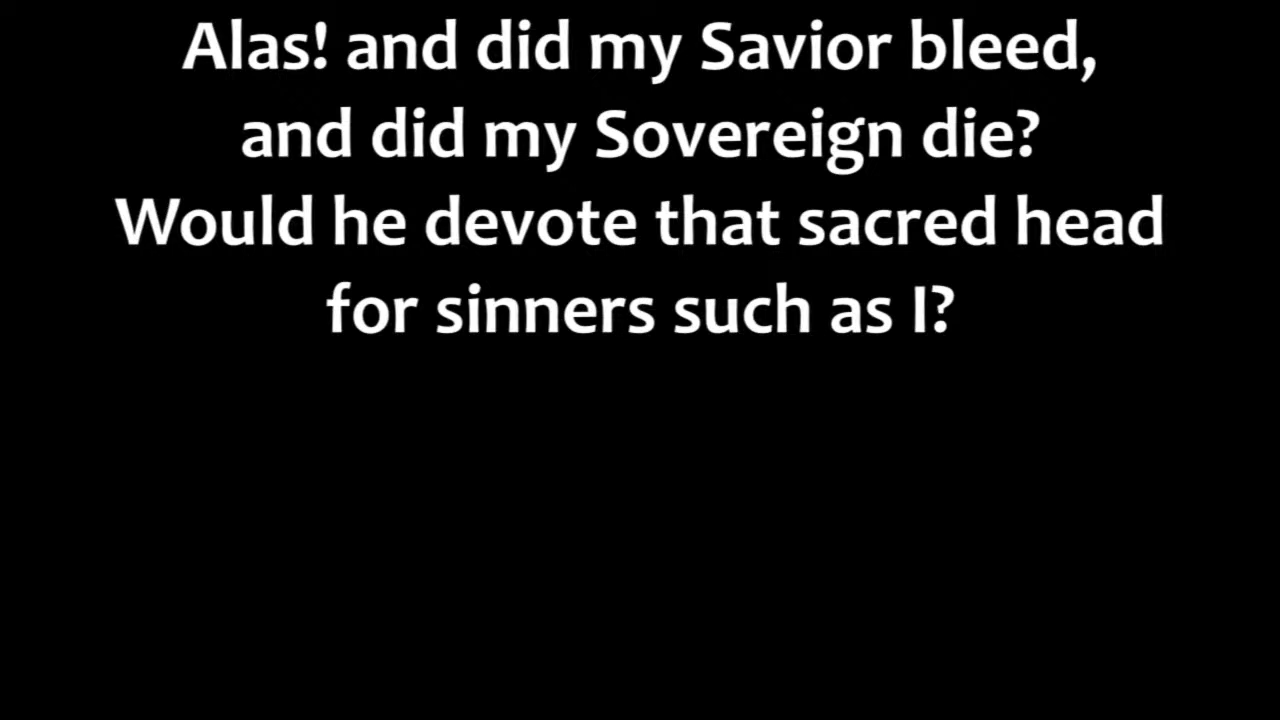 Alas! and did my Savior bleed,
and did my Sovereign die?
Would he devote that sacred head
for sinners such as I?